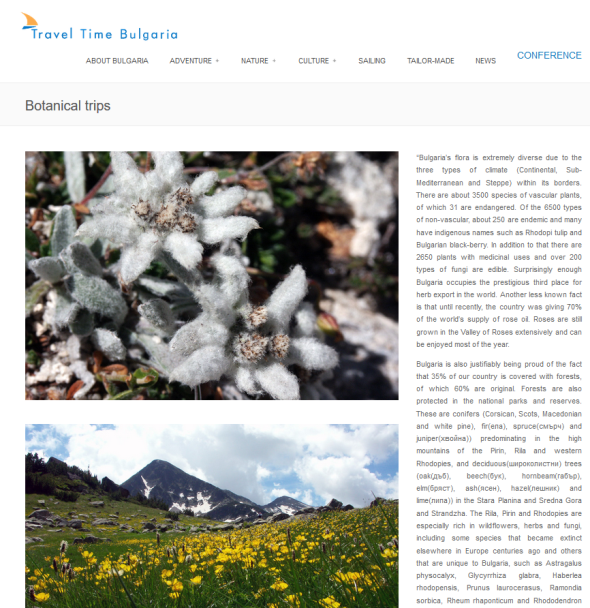 Travel Time Bulgaria
ABOUT BULGARIA ADVENTURE + NATURE + CULTURE + SAILING TAILOR-MADE NEWS CONFERENCE
Botanical trips
"Bulgaria's flora is extremely diverse due to the
three types of climate (Continental, Sub-
Mediterranean and Steppe) within its borders.
There are about 3500 species of vascular plants,
of which 31 are endangered. Of the 6500 types
of non-vascular, about 250 are endemic and many
have indigenous names such as Rhodopi tulip and
Bulgarian black-berry. In addition to that there are
2650 plants with medicinal uses and over 200
types of fungi are edible. Surprisingly enough
Bulgaria occupies the prestigious third place for
herb export in the world. Another less known fact
is that until recently, the country was giving 70%
of the world's supply of rose oil. Roses are still
grown in the Valley of Roses extensively and can
be enjoyed most of the year.
Bulgaria is also justifiably being proud of the fact
that 35% of our country is covered with forests,
of which 60% are original. Forests are also
protected in the national parks and reserves.
These are conifers (Corsican, Scots, Macedonian
and white pine), fir(ena), spruce(смърч) and
juniper(хвойна)) predominating in the high
mountains of the Pirin, Rila and western
Rhodopies, and deciduous(широколистни) trees
(oak(дъб), beech(бук), hornbeam(габър),
elm(бряст), ash(ясен), hazel(лешник) and
lime(липа)) in the Stara Planina and Sredna Gora
and Strandzha. The Rila, Pirin and Rhodopies are
especially rich in wildflowers, herbs and fungi,
including some species that became extinct
elsewhere in Europe centuries ago and others
that are unique to Bulgaria, such as Astragalus
physocalyx, Glycyrrhiza glabra, Haberlea
rhodopensis, Prunus laurocerasus, Ramondia
sorbica, Rheum rhaponticum and Rhododendron